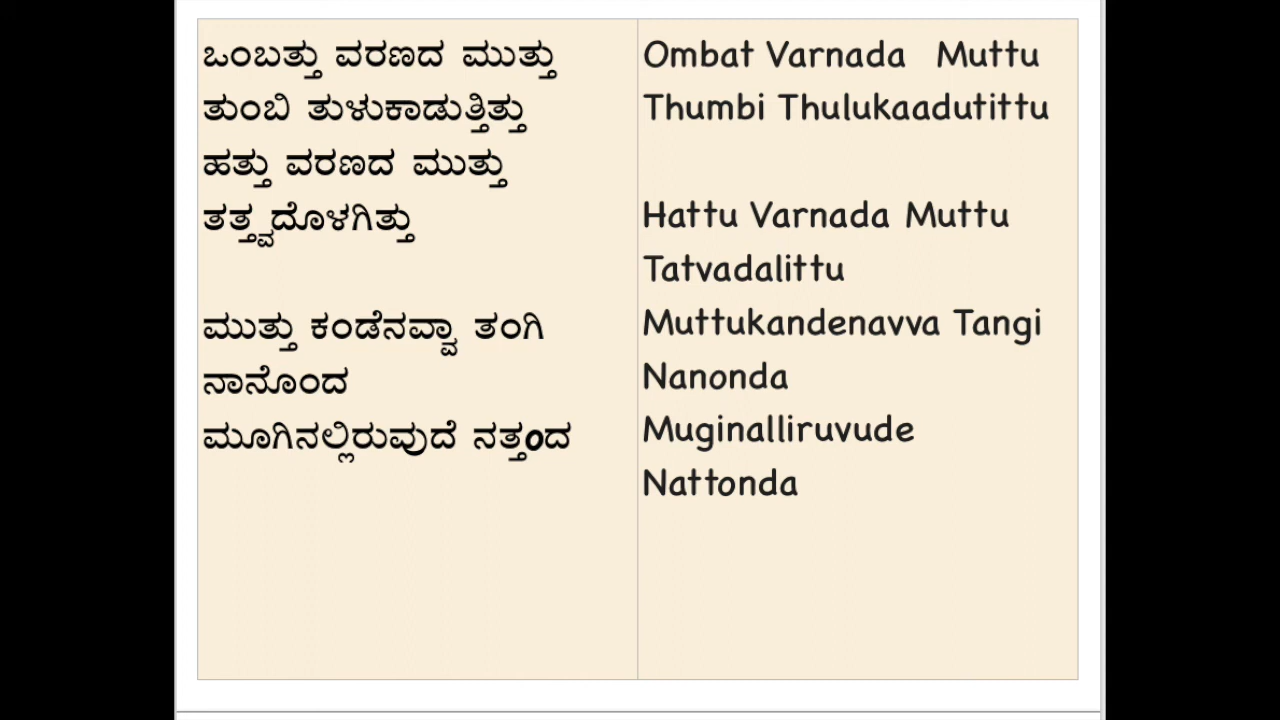 ಒಂಬತ್ತು ವರಣದ ಮುತ್ತು
ತುಂಬಿ ತುಳುಕಾಡುತ್ತಿತ್ತು
ಹತ್ತು ವರಣದ ಮುತ್ತು
ತತ್ತ್ವದೊಳಗಿತ್ತು
ಮುತ್ತು ಕಂಡೆನವ್ವಾ ತಂಗಿ
ನಾನೊಂದ
ಮೂಗಿನಲ್ಲಿರುವುದೆ ನತ್ತoದ
Ombat Varnada Muttu
Thumbi Thulukaadutittu
Hattu Varnada Muttu
Tatvadalittu
Muttukandenavva Tangi
Nanonda
Muginalliruvude
Nattonda